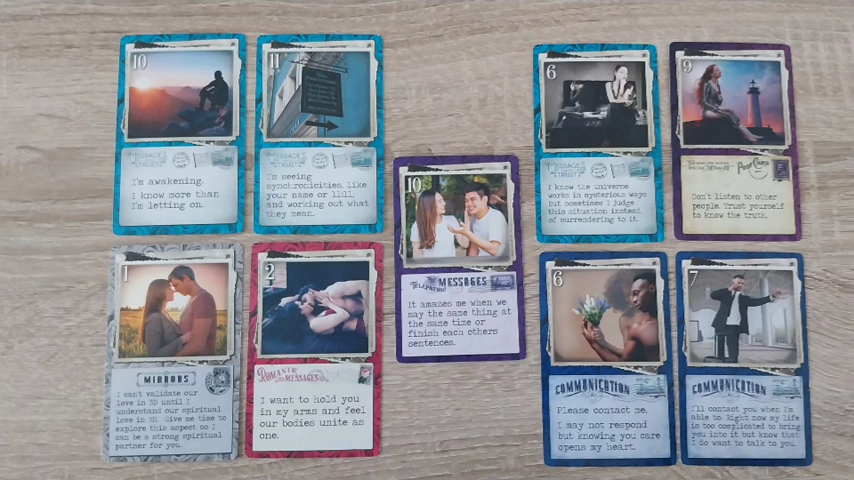 10
MESSAGES
TRUST
I'm awakening.
I know more than
I'm letting on.
11
MESSAGES
TRUST
I'm seeing
synchronicities, like
your name or 1111,
and working out what
they mean.
1
MIRRORS
I can't validate our
love in 3D until I
understand our spiritual
love in 5D. Give me time to
explore this aspect so I
can be a strong spiritual
partner for you.
2
ROMANTIC
MESSAGES
I want to hold you
in my arms and feel
our bodies unite as
one.
10
TELEPATHIC MESSAGES
It amazes me when we
say the same thing at
the same time or
finish each others
sentences.
6
MESSAGES
TRUST
I know the universe
works in mysterious ways
but sometimes I judge
this situation instead
of surrendering to it.
9
POST CARD
Don't listen to other
people. Trust yourself
to know the truth.
6
COMMUNICATION
Please contact me.
I may not respond
but knowing you care
opens my heart.
7
COMMUNICATION
I'll contact you when I'm
able to. Right now my life
is too complicated to bring
you into it but know that
I do want to talk to you.